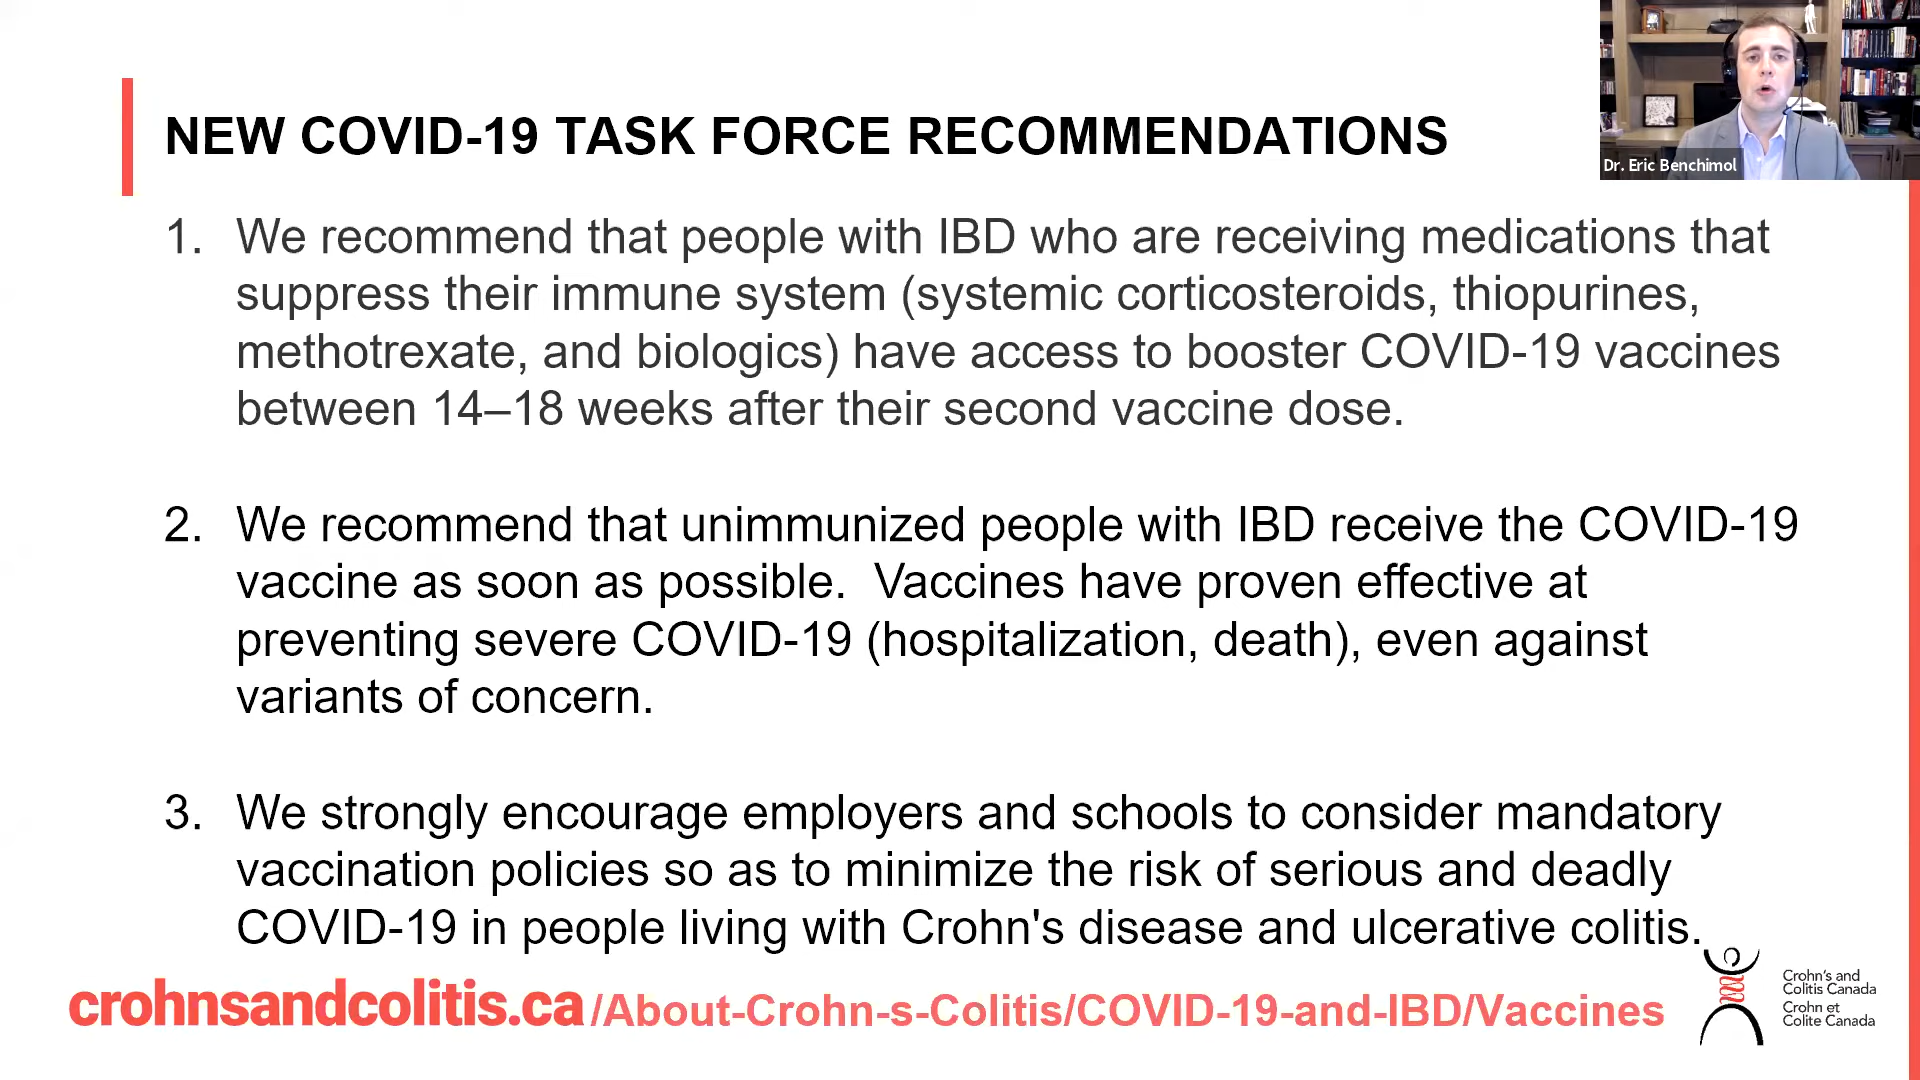 NEW COVID-19 TASK FORCE RECOMMENDATIONS
Dr. Eric Benchimol
1. We recommend that people with IBD who are receiving medications that
suppress their immune system (systemic corticosteroids, thiopurines,
methotrexate, and biologics) have access to booster COVID-19 vaccines
between 14–18 weeks after their second vaccine dose.
2. We recommend that unimmunized people with IBD receive the COVID-19
vaccine as soon as possible.  Vaccines have proven effective at
preventing severe COVID-19 (hospitalization, death), even against
variants of concern.
3. We strongly encourage employers and schools to consider mandatory
vaccination policies so as to minimize the risk of serious and deadly
COVID-19 in people living with Crohn's disease and ulcerative colitis.
crohnsandcolitis.ca/About-Crohn-s-Colitis/COVID-19-and-IBD/Vaccines
Crohn's and
Colitis Canada
Crohn et
Colite Canada